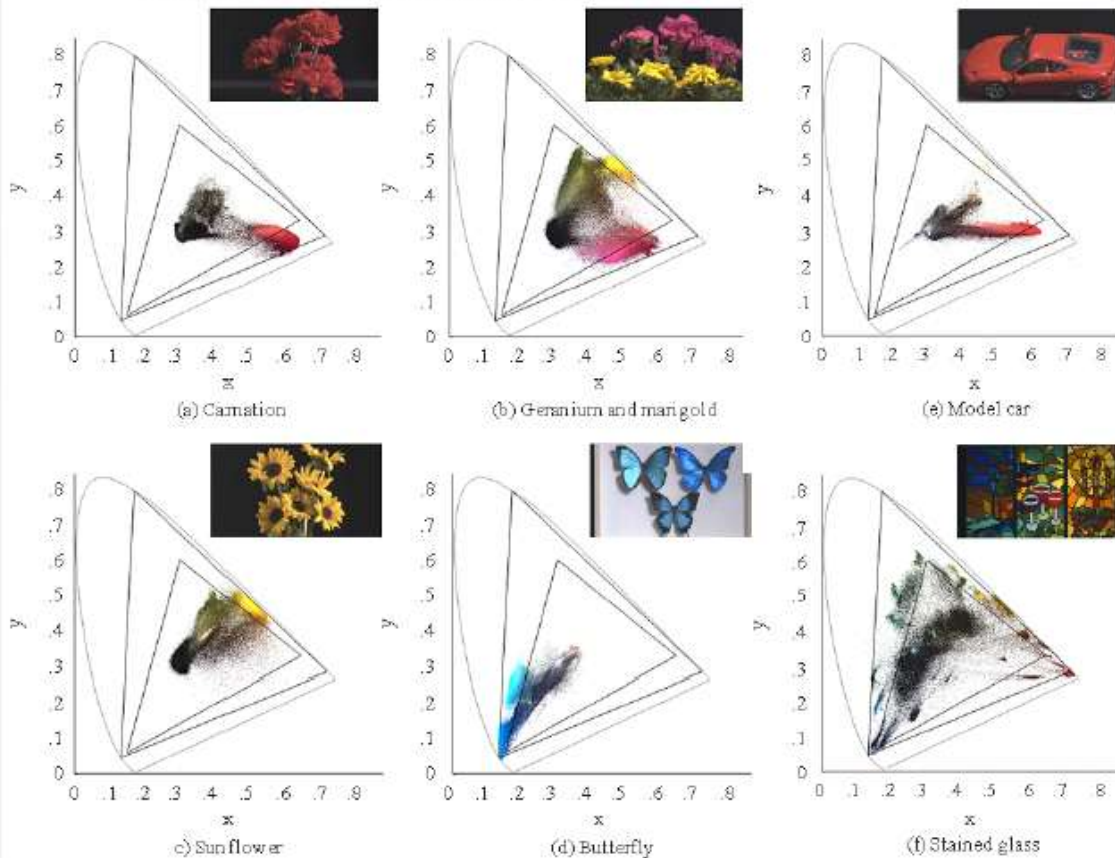 .8
.7
.6
.5
y
.4
.3
.2
.1
0
0 .1 .2 .3 .4 .5 .6 .7 .8
x
(a) Carnation
.8
.7
.6
.5
y
.4
.3
.2
.1
0
0 .1 .2 .3 .4 .5 .6 .7 .8
x
(b) Geranium and marigold
.8
.7
.6
.5
y
.4
.3
.2
.1
0
0 .1 .2 .3 .4 .5 .6 .7 .8
x
(e) Model car
.8
.7
.6
.5
y
.4
.3
.2
.1
0
0 .1 .2 .3 .4 .5 .6 .7 .8
x
c) Sunflower
.8
.7
.6
.5
y
.4
.3
.2
.1
0
0 .1 .2 .3 .4 .5 .6 .7 .8
x
(d) Butterfly
.8
.7
.6
.5
y
.4
.3
.2
.1
0
0 .1 .2 .3 .4 .5 .6 .7 8
x
(f) Stained glass